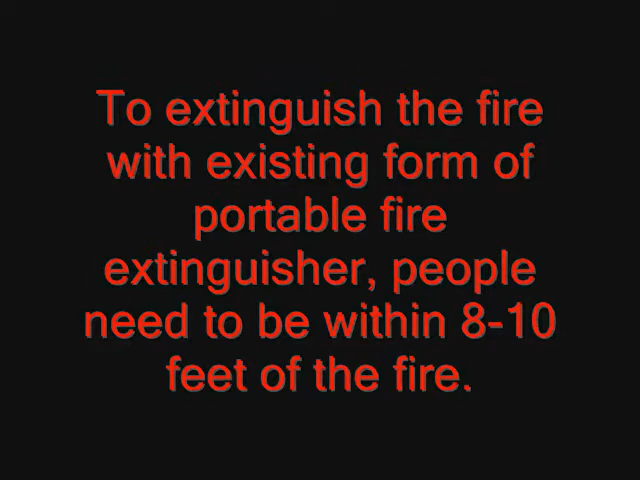 To extinguish the fire
with existing form of
portable fire
extinguisher, people
need to be within 8-10
feet of the fire.